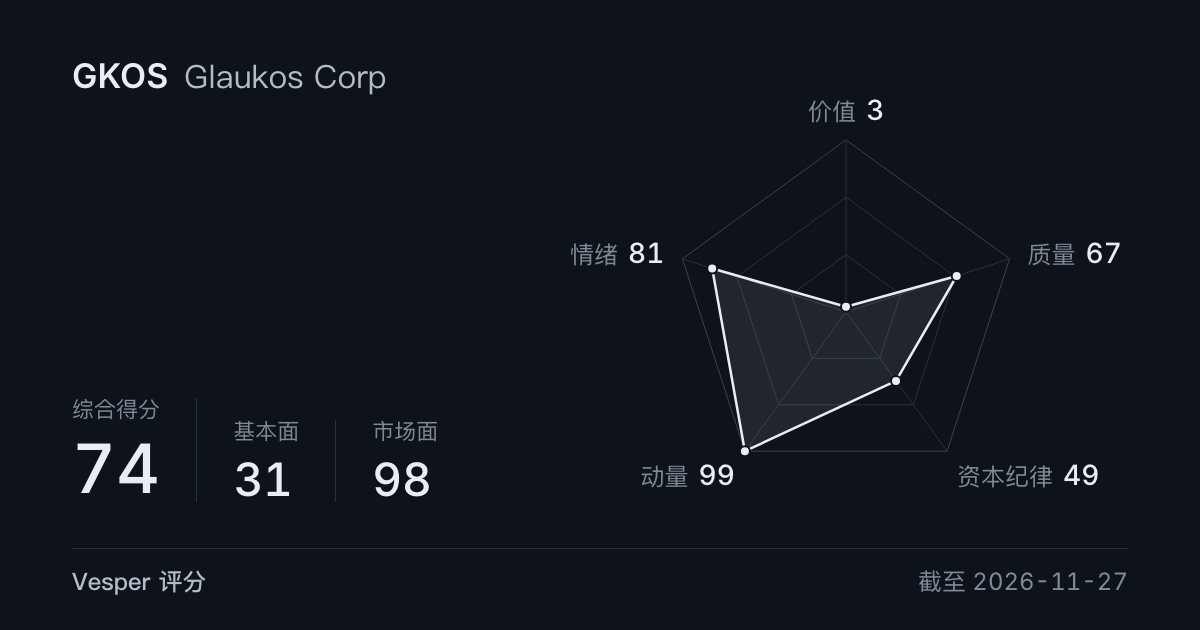 GKOS Glaukos Corp
价值 3
情绪 81
质量 67
动量 99
资本纪律 49
综合得分
74
基本面
31
市场面
98
Vesper 评分
截至 2026-11-27